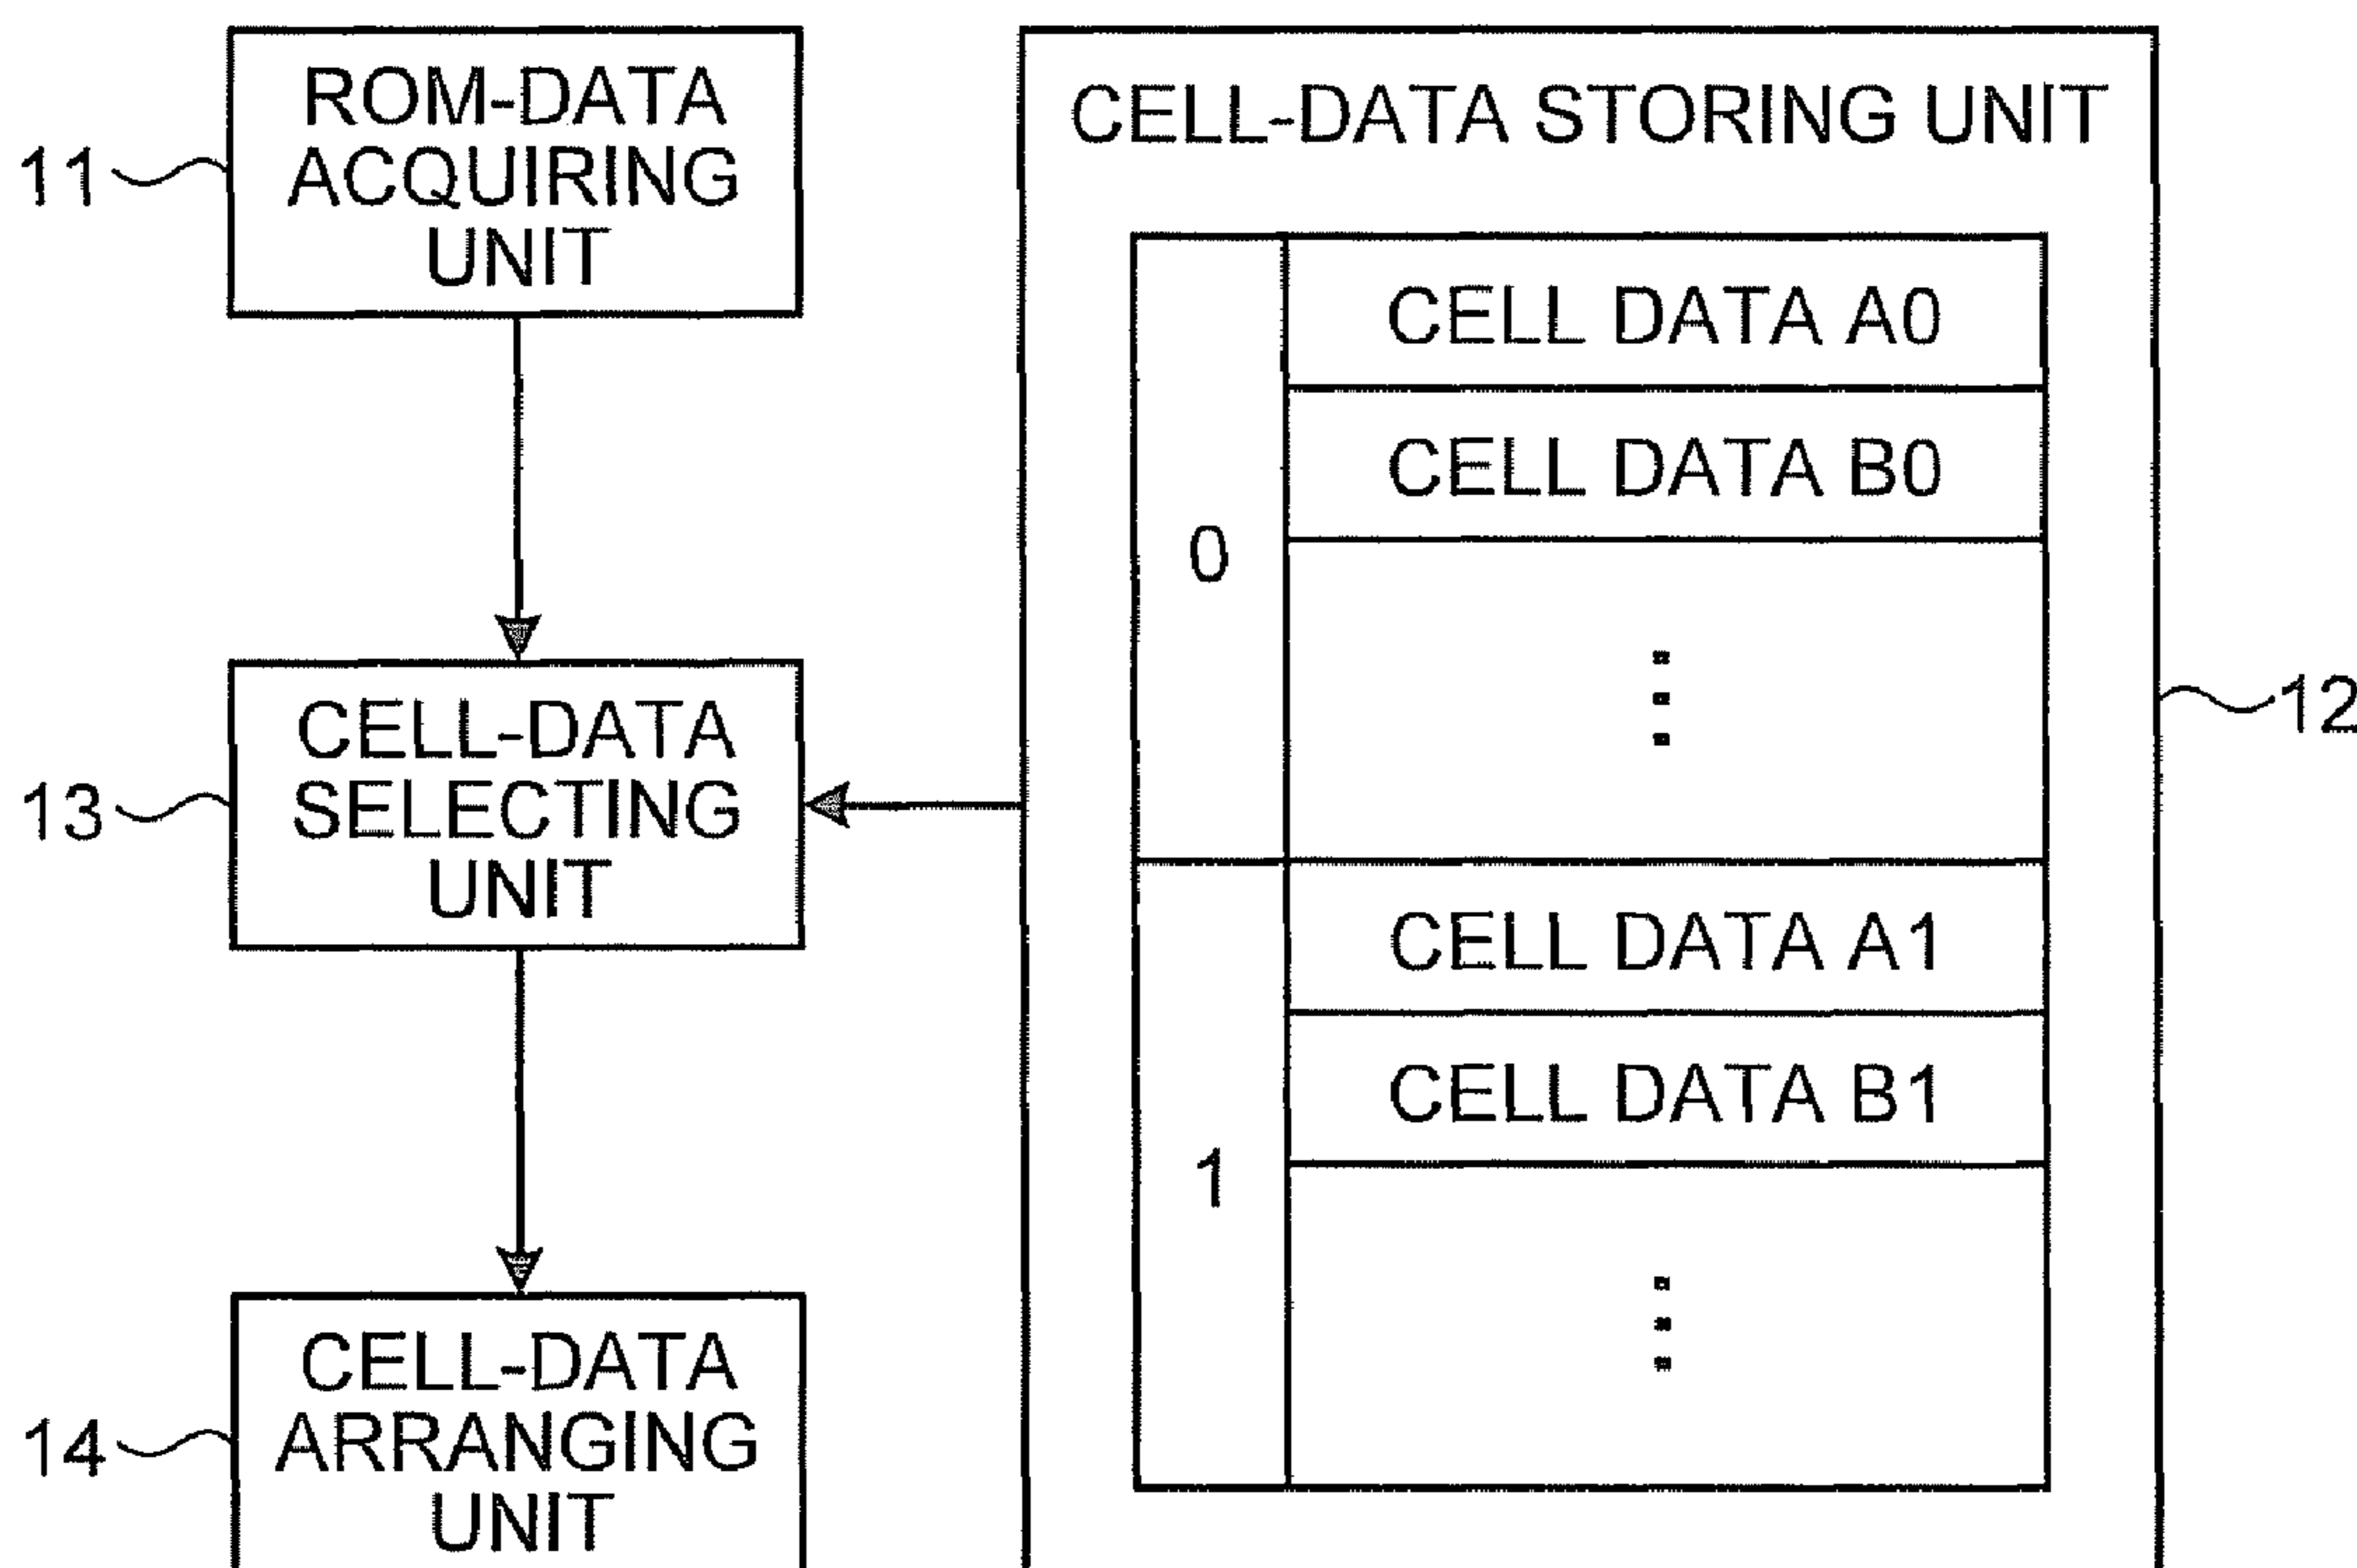 11
ROM-DATA
ACQUIRING
UNIT
13
CELL-DATA
SELECTING
UNIT
14
CELL-DATA
ARRANGING
UNIT
CELL-DATA STORING UNIT
0
CELL DATA A0
CELL DATA B0
1
CELL DATA A1
CELL DATA B1
12